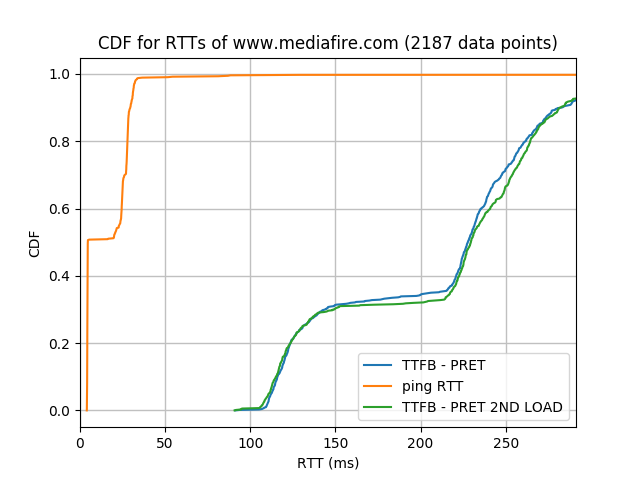 CDF for RTTs of www.mediafire.com (2187 data points)
1.0
0.8
0.6
0.4
0.2
0.0
CDF
0
50
100
150
200
250
RTT (ms)
TTFB - PRET
ping RTT
TTFB - PRET 2ND LOAD